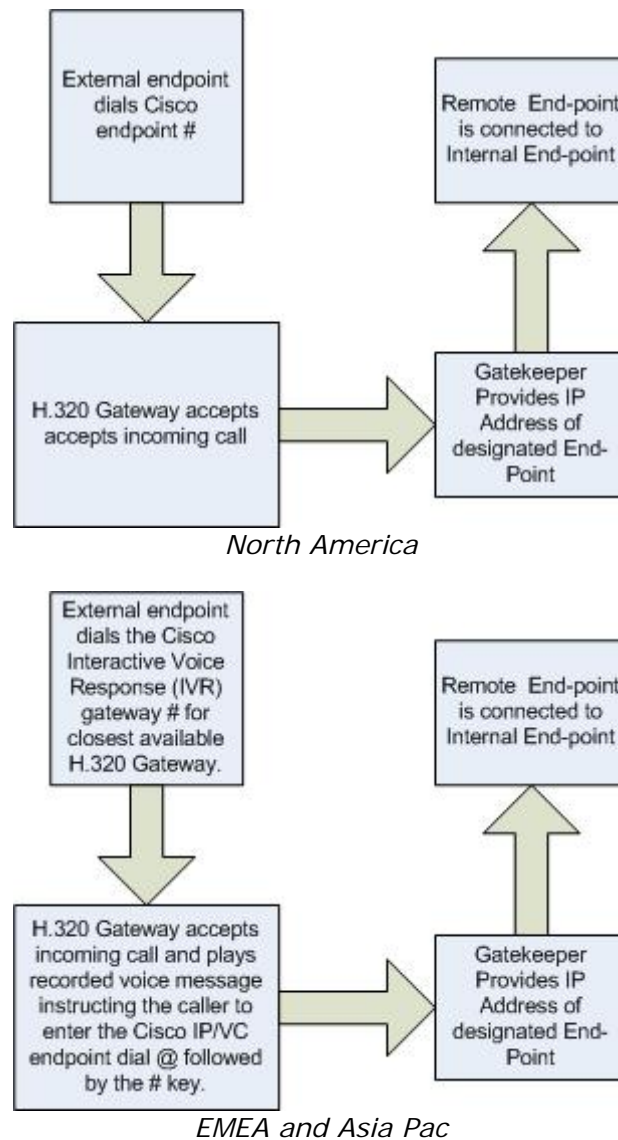 External endpoint
dials Cisco
endpoint #
Remote End-point
is connected to
Internal End-point
H.320 Gateway accepts
accepts incoming call
Gatekeeper
Provides IP
Address of
designated End-
Point
North America
External endpoint
dials the Cisco
Interactive Voice
Response (IVR)
gateway # for
closest available
H.320 Gateway.
Remote End-point
is connected to
Internal End-point
H.320 Gateway accepts
incoming call and plays
recorded voice message
instructing the caller to
enter the Cisco IP/VC
endpoint dial @ followed
by the # key.
Gatekeeper
Provides IP
Address of
designated End-
Point
EMEA and Asia Pac